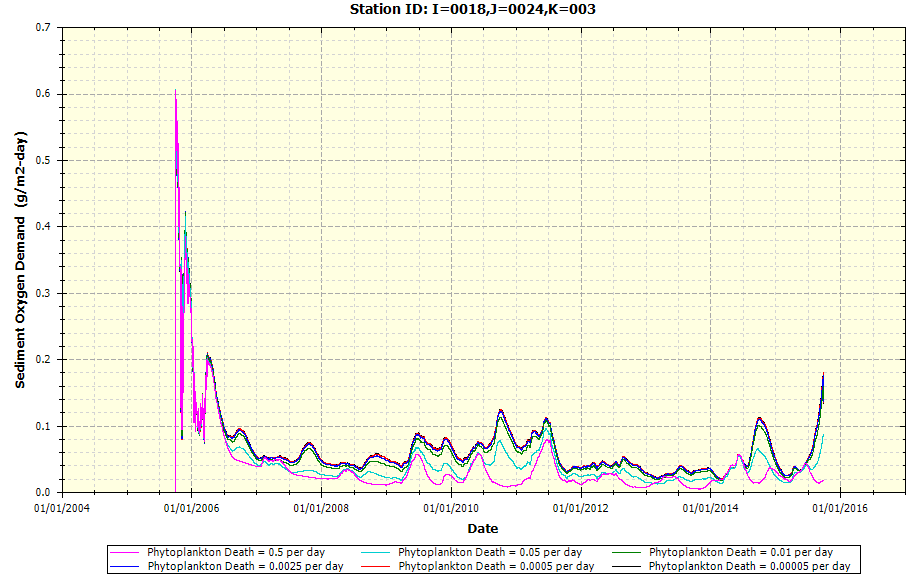 Station ID: I=0018,J=0024,K=003
Sediment Oxygen Demand (g/m2-day)
0.7
0.6
0.5
0.4
0.3
0.2
0.1
0.0
01/01/2004 01/01/2006 01/01/2008 01/01/2010 01/01/2012 01/01/2014 01/01/2016
Date
Phytoplankton Death = 0.5 per day Phytoplankton Death = 0.05 per day Phytoplankton Death = 0.01 per day
Phytoplankton Death = 0.0025 per day Phytoplankton Death = 0.0005 per day Phytoplankton Death = 0.00005 per day